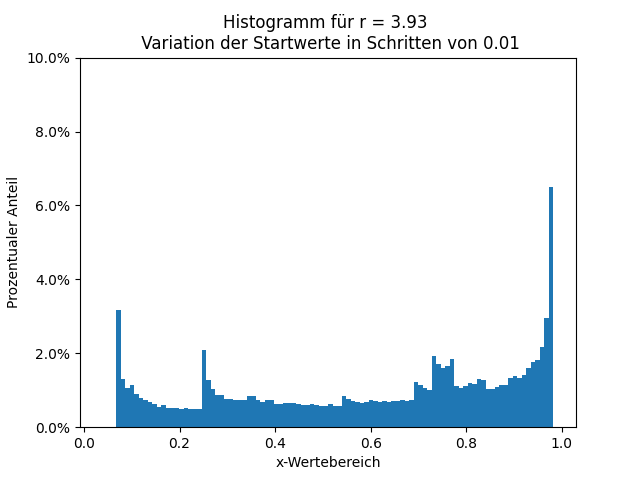 Histogramm für r = 3.93
Variation der Startwerte in Schritten von 0.01
10.0%
8.0%
6.0%
4.0%
2.0%
0.0%
Prozentualer Anteil
0.0 0.2 0.4 0.6 0.8 1.0
x-Wertebereich